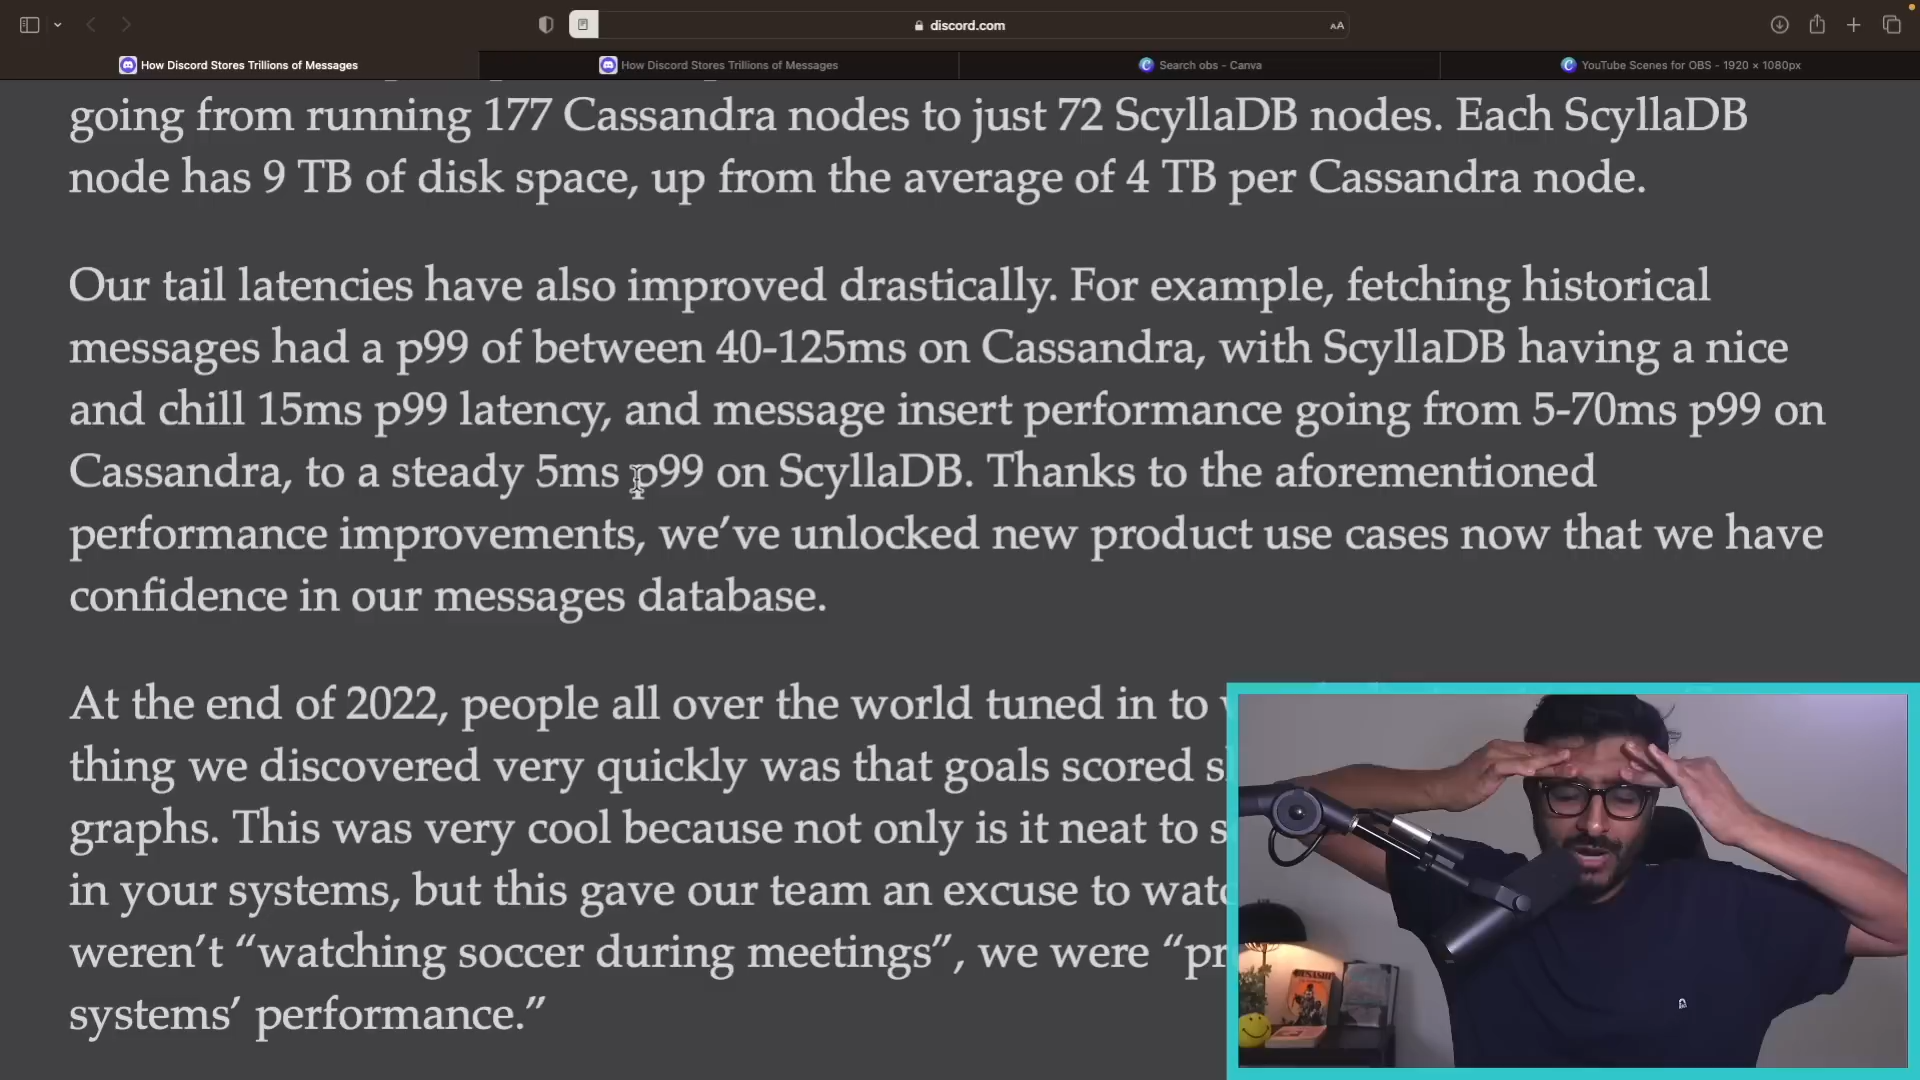 discord.com
AA
How Discord Stores Trillions of Messages
How Discord Stores Trillions of Messages
Search obs - Canva
YouTube Scenes for OBS - 1920 × 1080px
going from running 177 Cassandra nodes to just 72 ScyllaDB nodes. Each ScyllaDB
node has 9 TB of disk space, up from the average of 4 TB per Cassandra node.
Our tail latencies have also improved drastically. For example, fetching historical
messages had a p99 of between 40-125ms on Cassandra, with ScyllaDB having a nice
and chill 15ms p99 latency, and message insert performance going from 5-70ms p99 on
Cassandra, to a steady 5ms p99 on ScyllaDB. Thanks to the aforementioned
performance improvements, we’ve unlocked new product use cases now that we have
confidence in our messages database.
At the end of 2022, people all over the world tuned in to
thing we discovered very quickly was that goals scored
graphs. This was very cool because not only is it neat to
in your systems, but this gave our team an excuse to
weren’t “watching soccer during meetings”, we were “
systems’ performance.”
MUSASHI